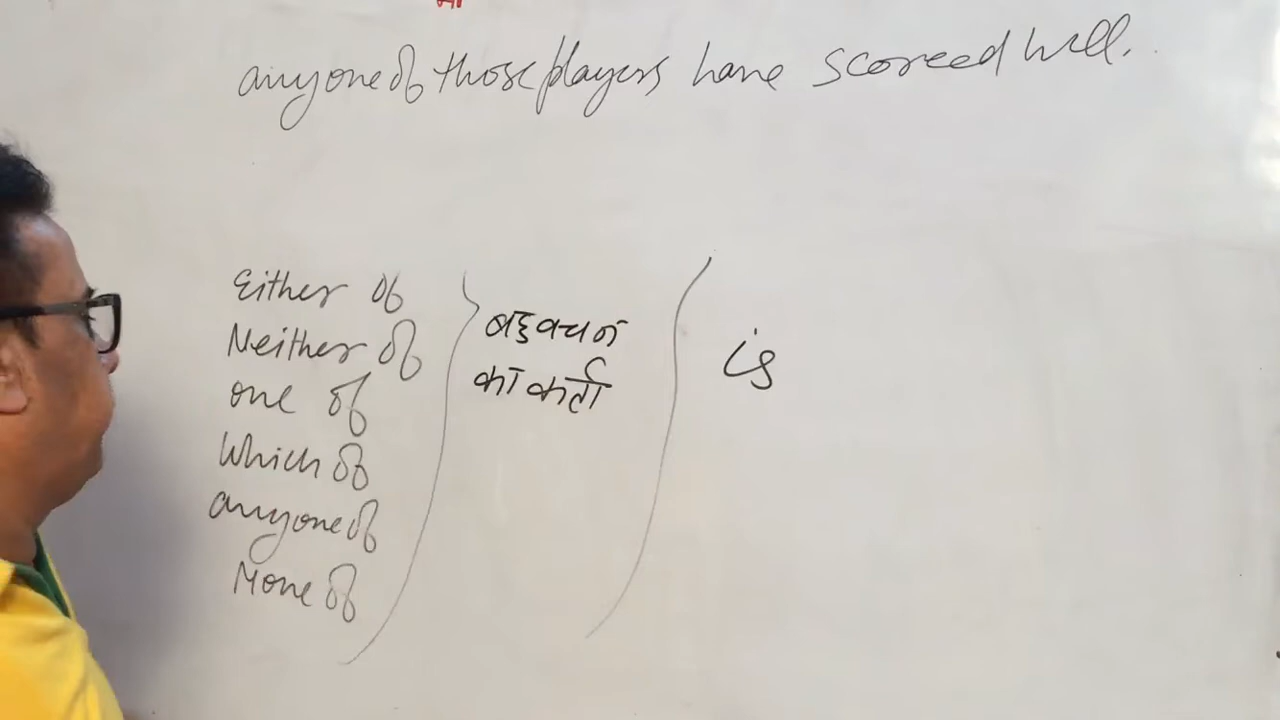 anyone of those players have scoreed well.
Either of
Neither of
one of
which of
anyone of
None of
बहुवचन
का कर्ता
is